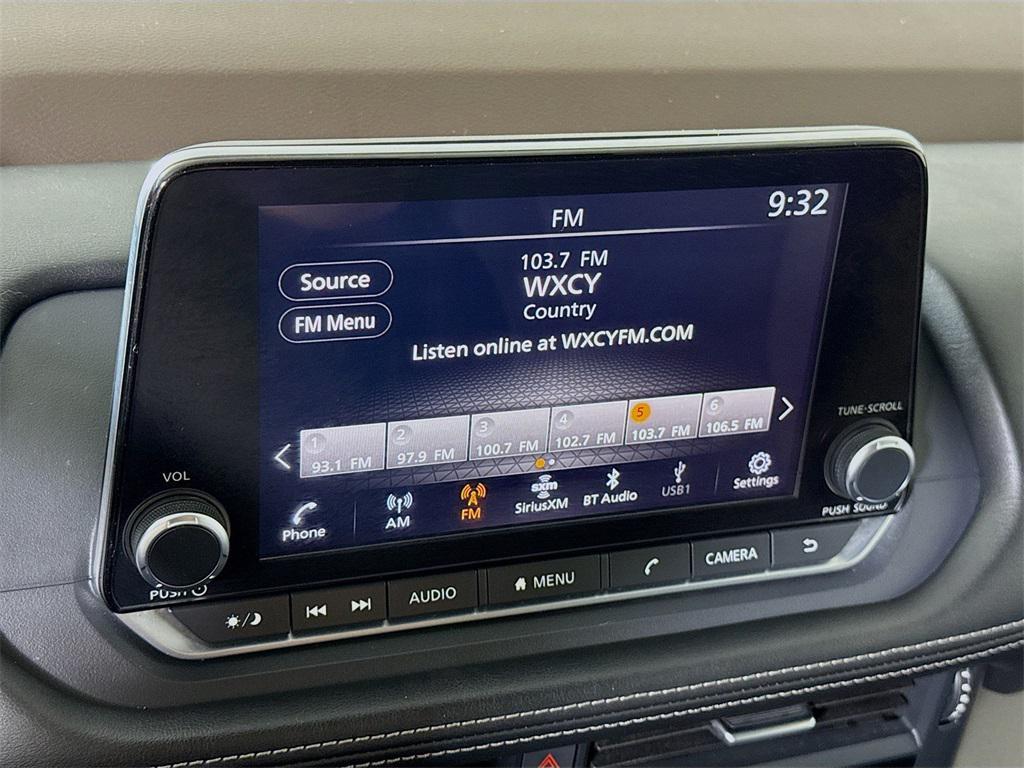 FM
9:32
Source
103.7 FM
WXCY
FM Menu
Country
Listen online at WXCYFM.COM
1
93.1 FM
2
97.9 FM
3
100.7 FM
4
102.7 FM
5
103.7 FM
6
106.5 FM
Phone
AM
FM
sxm
SiriusXM
BT Audio
USB1
Settings
VOL
PUSH
TUNE·SCROLL
PUSH SOUND
AUDIO
MENU
CAMERA